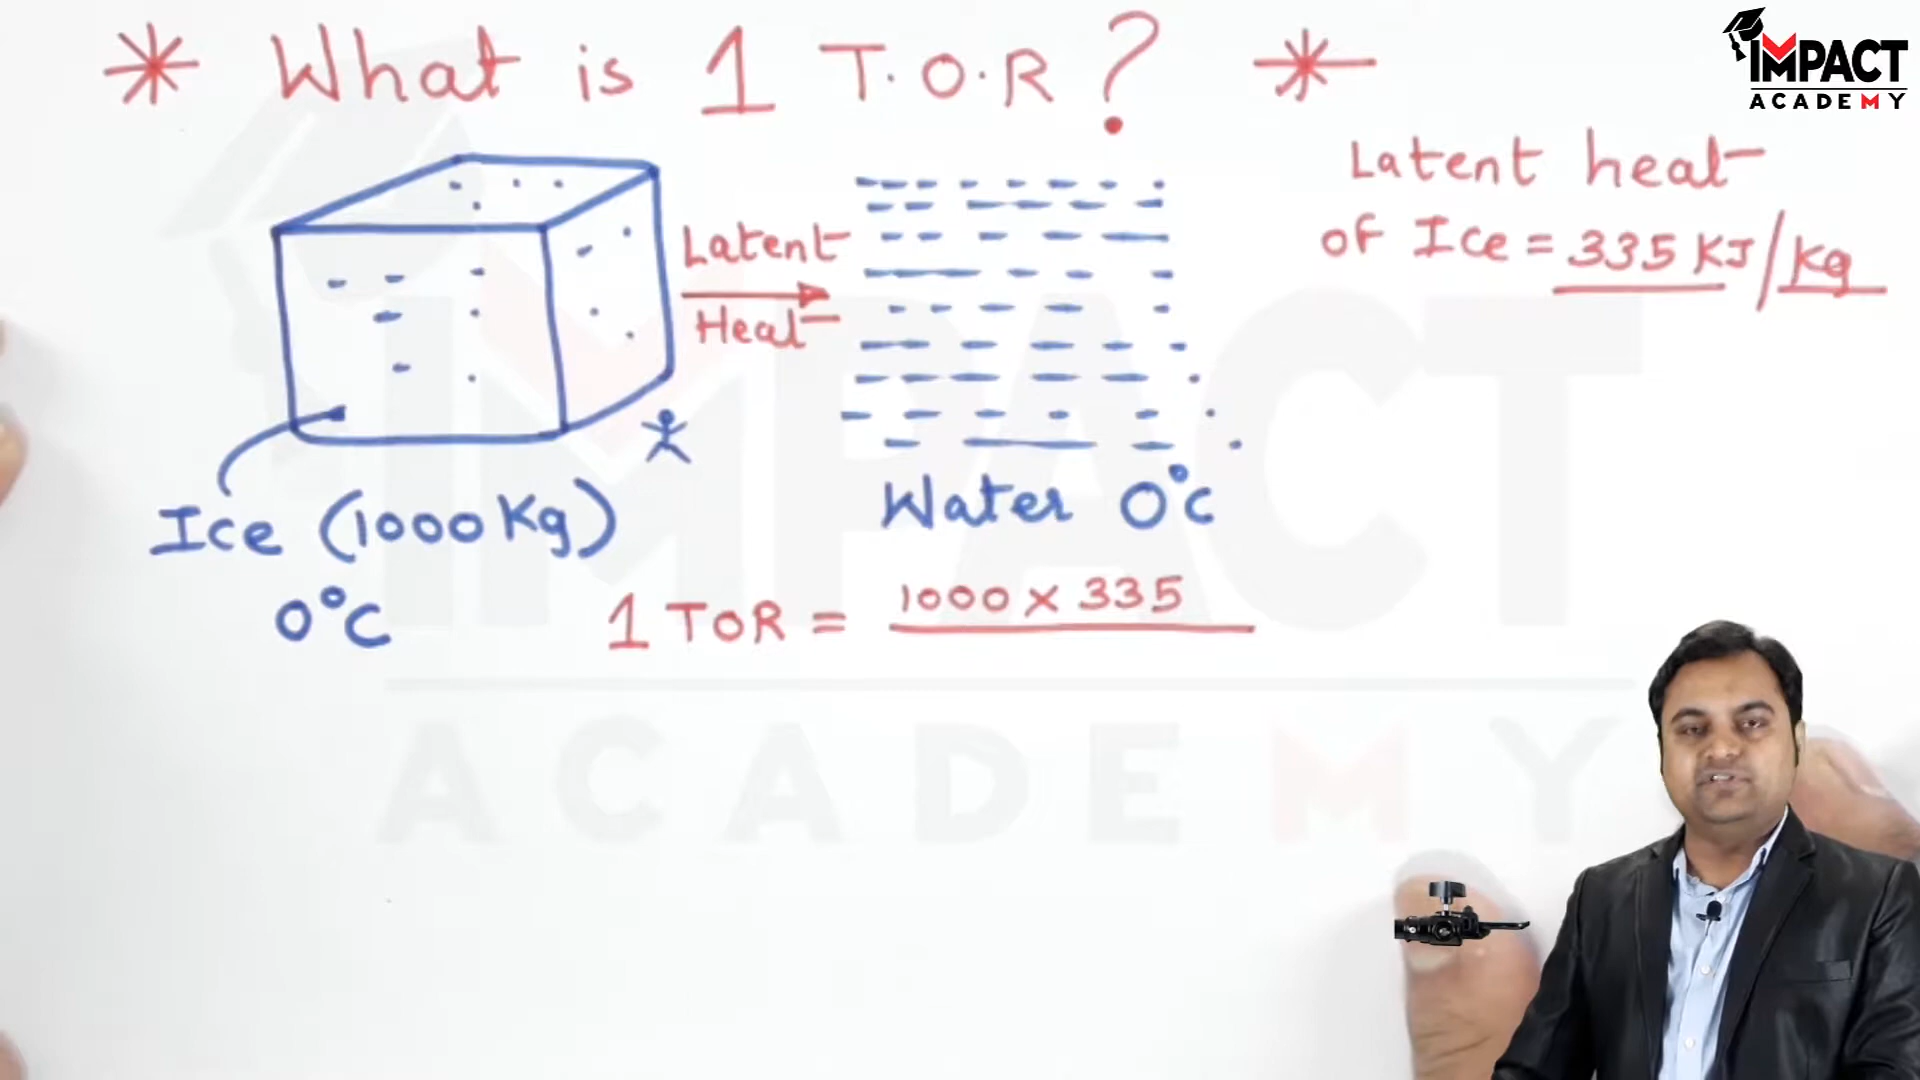 * What is 1 T.O.R? *
IMPACT
ACADEMY
Latent heat
of Ice = 335 KJ/Kg
Latent
Heat
Ice (1000 Kg)
0°C
Water 0°C
1 TOR = 1000 x 335
IMPACT
ACADEMY